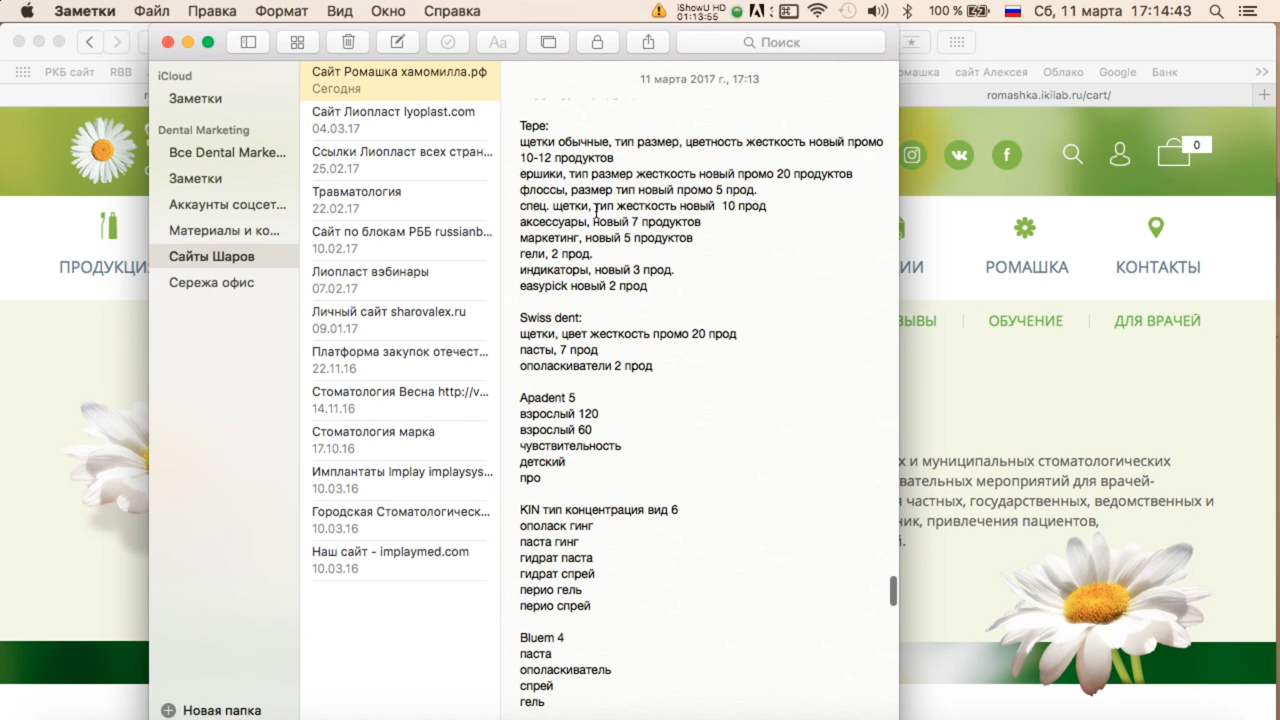 Заметки Файл Правка Формат Вид Окно Справка
iShowU HD
01:13:55
100 % Сб, 11 марта 17:14:43
Aa
Поиск
РКБ сайт RBB
омашка сайт Алексея Облако Google Банк
romashka.ikilab.ru/cart/
0
ПРОДУКЦИ
ИИ РОМАШКА КОНТАКТЫ
ЗЫВЫ ОБУЧЕНИЕ ДЛЯ ВРАЧЕЙ
х и муниципальных стоматологических
вательных мероприятий для врачей-
я частных, государственных, ведомственных и
ник, привлечения пациентов,
й.
iCloud
Заметки
Dental Marketing
Все Dental Marke...
Заметки
Аккаунты соцсет...
Материалы и ко...
Сайты Шаров
Сережа офис
Новая папка
Сайт Ромашка хамомилла.рф
Сегодня
Сайт Лиопласт lyoplast.com
04.03.17
Ссылки Лиопласт всех стран...
25.02.17
Травматология
22.02.17
Сайт по блокам РББ russianb...
10.02.17
Лиопласт вэбинары
07.02.17
Личный сайт sharovalex.ru
09.01.17
Платформа закупок отечест...
22.11.16
Стоматология Весна http://v...
14.11.16
Стоматология марка
17.10.16
Имплантаты Implay implaysys...
10.03.16
Городская Стоматологическ...
10.03.16
Наш сайт - implaymed.com
10.03.16
11 марта 2017 г., 17:13
Тере:
щетки обычные, тип размер, цветность жесткость новый промо
10-12 продуктов
ершики, тип размер жесткость новый промо 20 продуктов
флоссы, размер тип новый промо 5 прод.
спец. щетки, тип жесткость новый 10 прод
аксессуары, новый 7 продуктов
маркетинг, новый 5 продуктов
гели, 2 прод.
индикаторы, новый 3 прод.
easypick новый 2 прод
Swiss dent:
щетки, цвет жесткость промо 20 прод
пасты, 7 прод
ополаскиватели 2 прод
Apadent 5
взрослый 120
взрослый 60
чувствительность
детский
про
KIN тип концентрация вид 6
ополаск гинг
паста гинг
гидрат паста
гидрат спрей
перио гель
перио спрей
Bluem 4
паста
ополаскиватель
спрей
гель